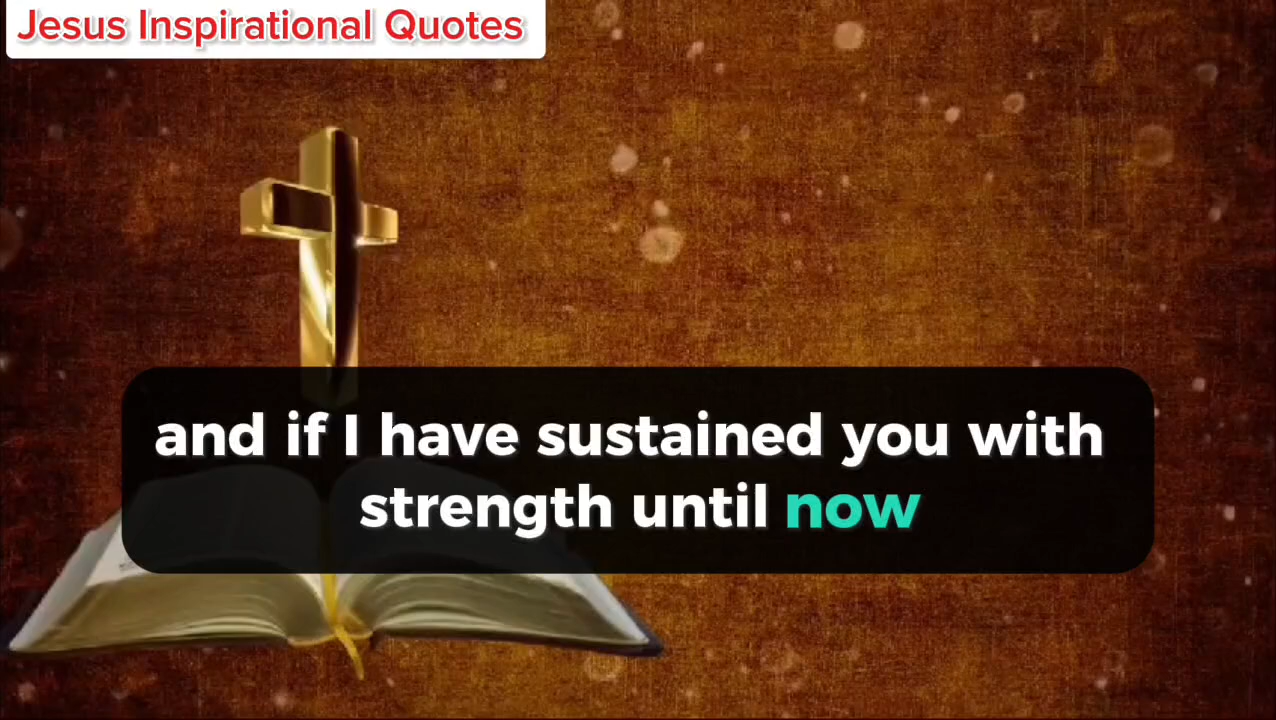 Jesus Inspirational Quotes
and if I have sustained you with
strength until now